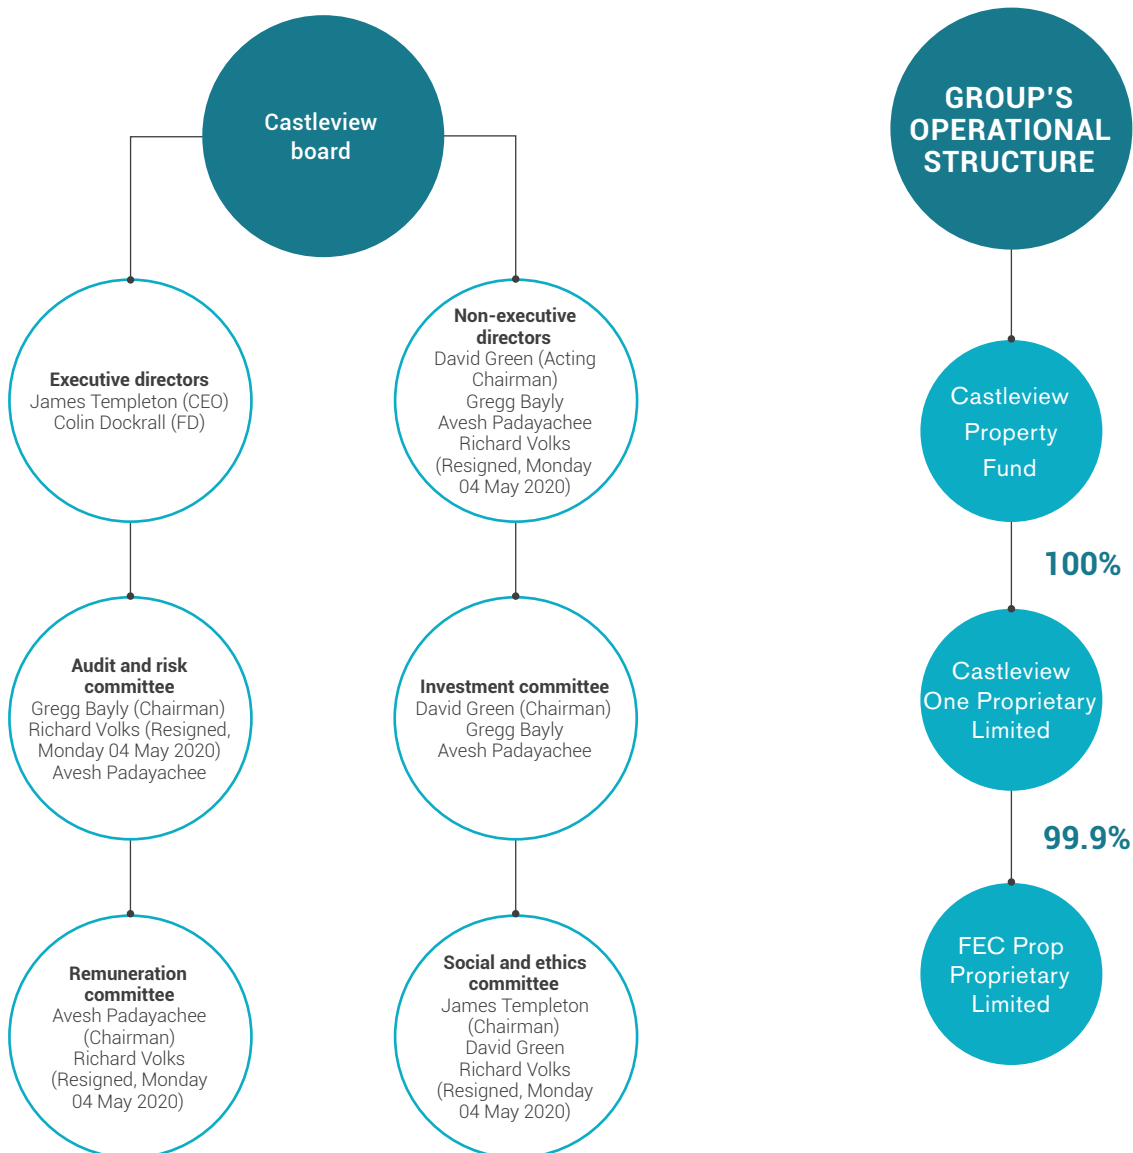 Castleview
board
Executive directors
James Templeton (CEO)
Colin Dockrall (FD)
Non-executive
directors
David Green (Acting
Chairman)
Gregg Bayly
Avesh Padayachee
Richard Volks
(Resigned, Monday
04 May 2020)
Audit and risk
committee
Gregg Bayly (Chairman)
Richard Volks (Resigned,
Monday 04 May 2020)
Avesh Padayachee
Investment committee
David Green (Chairman)
Gregg Bayly
Avesh Padayachee
Remuneration
committee
Avesh Padayachee
(Chairman)
Richard Volks
(Resigned, Monday
04 May 2020)
Social and ethics
committee
James Templeton
(Chairman)
David Green
Richard Volks
(Resigned, Monday
04 May 2020)
GROUP'S
OPERATIONAL
STRUCTURE
Castleview
Property
Fund
100%
Castleview
One Proprietary
Limited
99.9%
FEC Prop
Proprietary
Limited